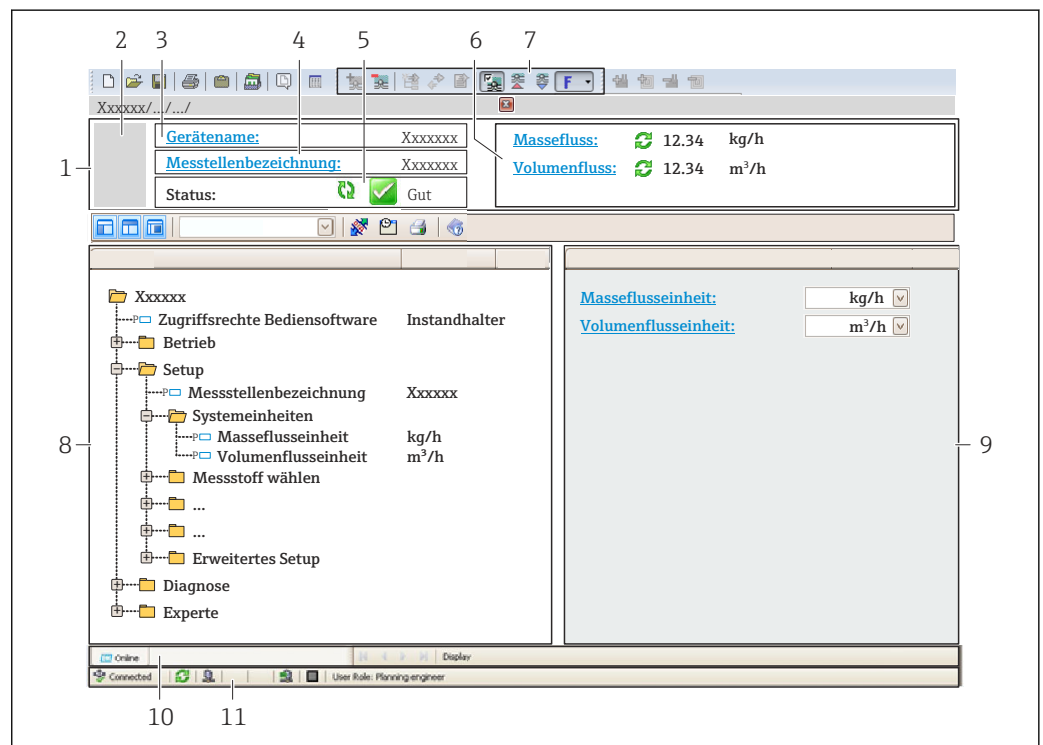 2 3 4 5 6 7
F
Xxxxxx/.../.../
1
Gerätename: Xxxxxxx
Messtellenbezeichnung: Xxxxxxx
Status: Gut
Massefluss: 12.34 kg/h
Volumenfluss: 12.34 m³/h
Xxxxxx
P Zugriffsrechte Bediensoftware Instandhalter
Betrieb
Setup
P Messstellenbezeichnung Xxxxxx
Systemeinheiten
P Masseflusseinheit kg/h
P Volumenflusseinheit m³/h
Messstoff wählen
...
...
Erweitertes Setup
Diagnose
Experte
8
Masseflusseinheit: kg/h
Volumenflusseinheit: m³/h
9
Online Display
Connected User Role: Planning engineer
10 11